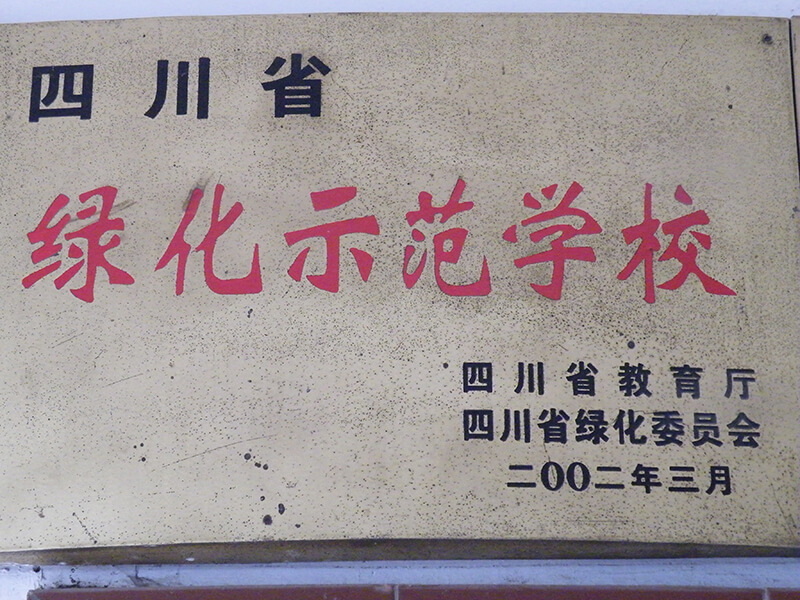 四川省
绿化示范学校
四川省教育厅
四川省绿化委员会
二00二年三月